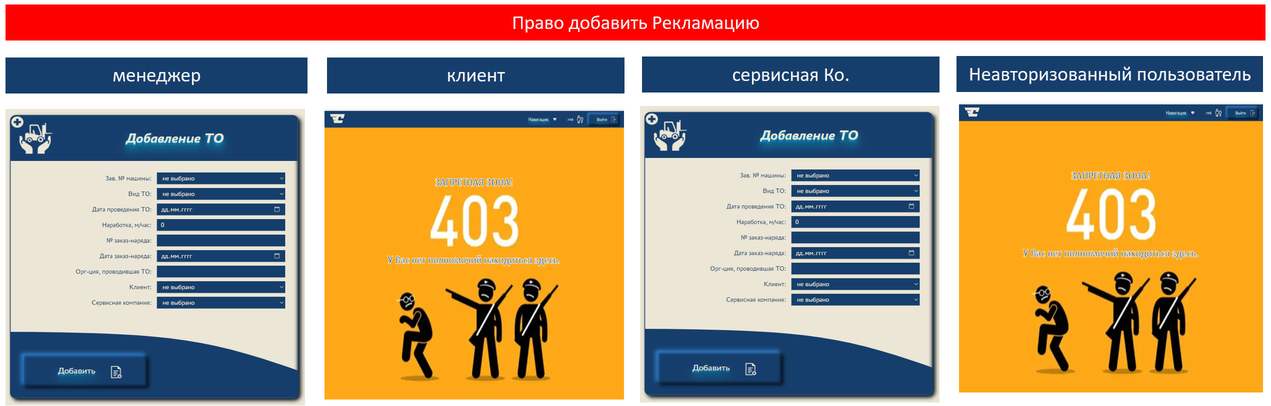 Право добавить Рекламацию
менеджер
клиент
сервисная Ко.
Неавторизованный пользователь
Добавление ТО
Зав. № машины: не выбрано
Вид ТО: не выбрано
Дата проведения ТО: дд.мм.гггг
Наработка, м/час: 0
№ заказ-наряда:
Дата заказ-наряда: дд.мм.гггг
Орг-ция, проводившая ТО:
Клиент: не выбрано
Сервисная компания: не выбрано
Добавить
Навигация Выйти
ЗАПРЕТНАЯ ЗОНА!
403
У Вас нет полномочий находиться здесь.
Добавление ТО
Зав. № машины: не выбрано
Вид ТО: не выбрано
Дата проведения ТО: дд.мм.гггг
Наработка, м/час: 0
№ заказ-наряда:
Дата заказ-наряда: дд.мм.гггг
Орг-ция, проводившая ТО:
Клиент: не выбрано
Сервисная компания: не выбрано
Добавить
Навигация Выйти
ЗАПРЕТНАЯ ЗОНА!
403
У Вас нет полномочий находиться здесь.